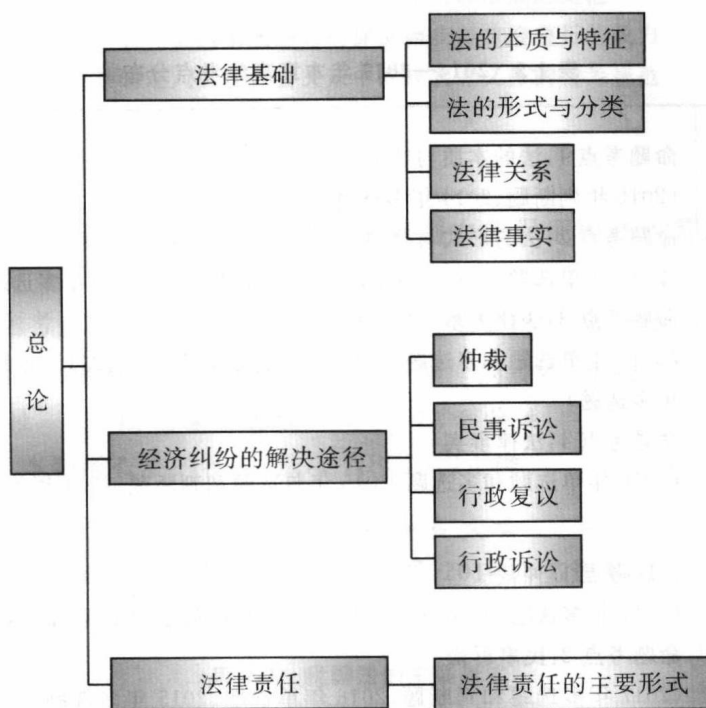 总论
法律基础
法的本质与特征
法的形式与分类
法律关系
法律事实
经济纠纷的解决途径
仲裁
民事诉讼
行政复议
行政诉讼
法律责任
法律责任的主要形式